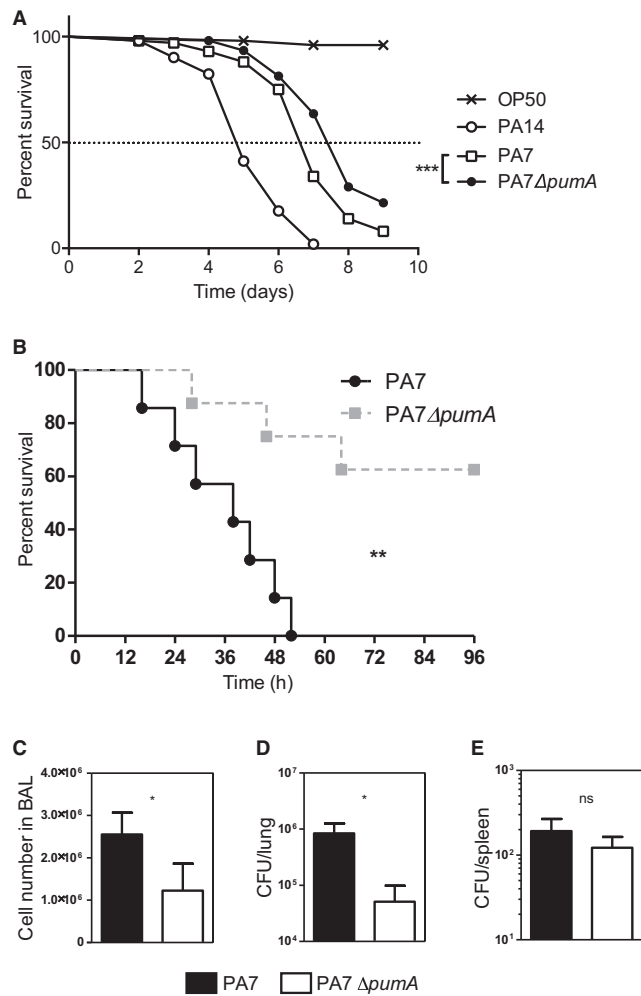 A
Percent survival
100
50
0
0 2 4 6 8 10
Time (days)
OP50
PA14
PA7
PA7ΔpumA
***
B
Percent survival
100
80
60
40
20
0
0 12 24 36 48 60 72 84 96
Time (h)
PA7
PA7ΔpumA
**
C
Cell number in BAL
4.0×10⁶
3.0×10⁶
2.0×10⁶
1.0×10⁶
0
*
D
CFU/lung
10⁷
10⁶
10⁵
10⁴
*
E
CFU/spleen
10³
10²
10¹
ns
PA7 PA7 ΔpumA